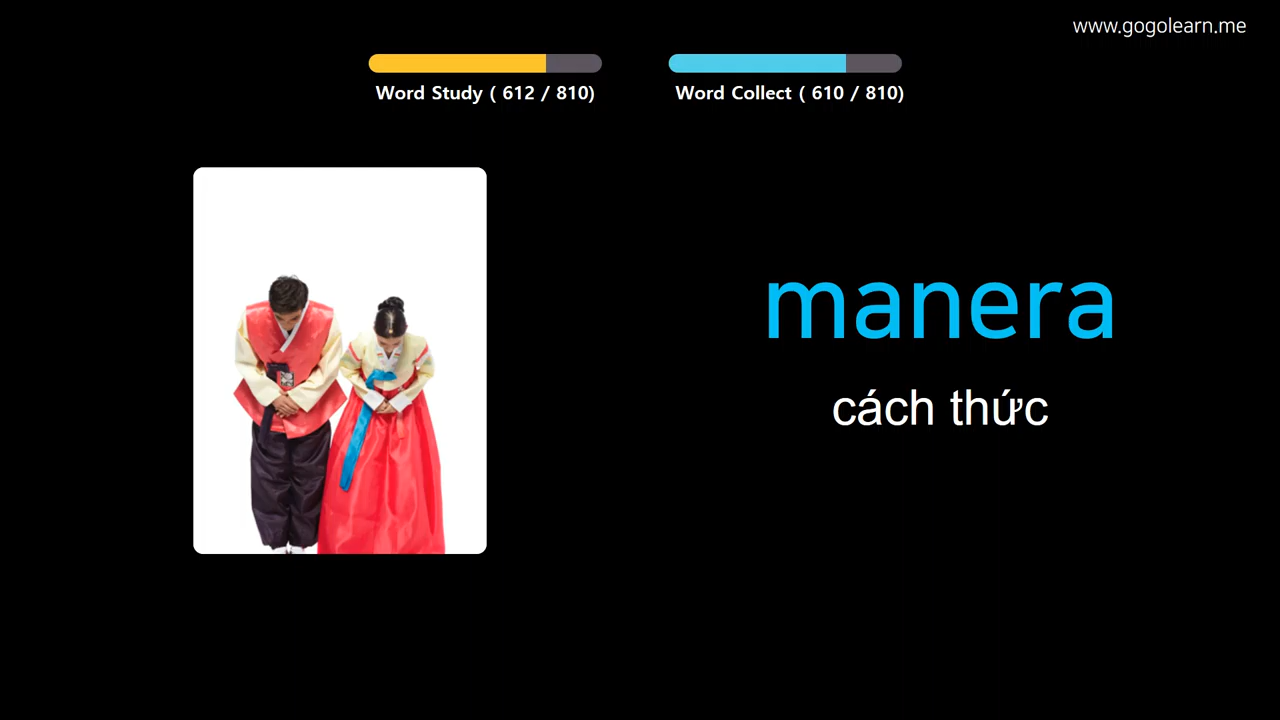 www.gogolearn.me
Word Study ( 612 / 810)
Word Collect ( 610 / 810)
manera
cách thức